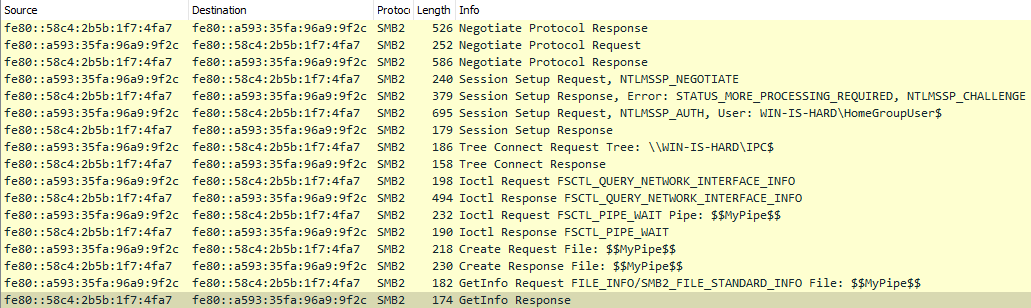 Source Destination Protoc Length Info
fe80::58c4:2b5b:1f7:4fa7 fe80::a593:35fa:96a9:9f2c SMB2 526 Negotiate Protocol Response
fe80::a593:35fa:96a9:9f2c fe80::58c4:2b5b:1f7:4fa7 SMB2 252 Negotiate Protocol Request
fe80::58c4:2b5b:1f7:4fa7 fe80::a593:35fa:96a9:9f2c SMB2 586 Negotiate Protocol Response
fe80::a593:35fa:96a9:9f2c fe80::58c4:2b5b:1f7:4fa7 SMB2 240 Session Setup Request, NTLMSSP_NEGOTIATE
fe80::58c4:2b5b:1f7:4fa7 fe80::a593:35fa:96a9:9f2c SMB2 379 Session Setup Response, Error: STATUS_MORE_PROCESSING_REQUIRED, NTLMSSP_CHALLENGE
fe80::a593:35fa:96a9:9f2c fe80::58c4:2b5b:1f7:4fa7 SMB2 695 Session Setup Request, NTLMSSP_AUTH, User: WIN-IS-HARD\HomeGroupUser$
fe80::58c4:2b5b:1f7:4fa7 fe80::a593:35fa:96a9:9f2c SMB2 179 Session Setup Response
fe80::a593:35fa:96a9:9f2c fe80::58c4:2b5b:1f7:4fa7 SMB2 186 Tree Connect Request Tree: \\WIN-IS-HARD\IPC$
fe80::58c4:2b5b:1f7:4fa7 fe80::a593:35fa:96a9:9f2c SMB2 158 Tree Connect Response
fe80::a593:35fa:96a9:9f2c fe80::58c4:2b5b:1f7:4fa7 SMB2 198 Ioctl Request FSCTL_QUERY_NETWORK_INTERFACE_INFO
fe80::58c4:2b5b:1f7:4fa7 fe80::a593:35fa:96a9:9f2c SMB2 494 Ioctl Response FSCTL_QUERY_NETWORK_INTERFACE_INFO
fe80::a593:35fa:96a9:9f2c fe80::58c4:2b5b:1f7:4fa7 SMB2 232 Ioctl Request FSCTL_PIPE_WAIT Pipe: $$MyPipe$$
fe80::58c4:2b5b:1f7:4fa7 fe80::a593:35fa:96a9:9f2c SMB2 190 Ioctl Response FSCTL_PIPE_WAIT
fe80::a593:35fa:96a9:9f2c fe80::58c4:2b5b:1f7:4fa7 SMB2 218 Create Request File: $$MyPipe$$
fe80::58c4:2b5b:1f7:4fa7 fe80::a593:35fa:96a9:9f2c SMB2 230 Create Response File: $$MyPipe$$
fe80::a593:35fa:96a9:9f2c fe80::58c4:2b5b:1f7:4fa7 SMB2 182 GetInfo Request FILE_INFO/SMB2_FILE_STANDARD_INFO File: $$MyPipe$$
fe80::58c4:2b5b:1f7:4fa7 fe80::a593:35fa:96a9:9f2c SMB2 174 GetInfo Response